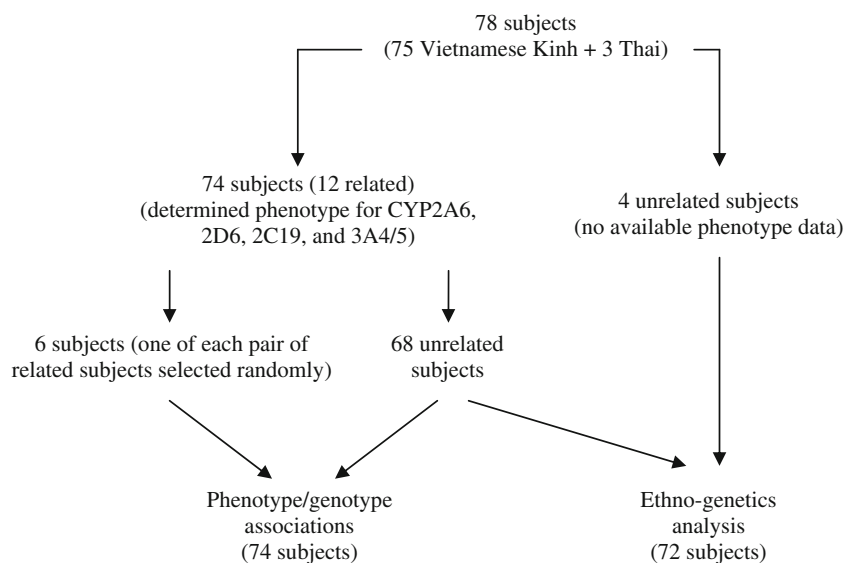 78 subjects
(75 Vietnamese Kinh + 3 Thai)
74 subjects (12 related)
(determined phenotype for CYP2A6,
2D6, 2C19, and 3A4/5)
4 unrelated subjects
(no available phenotype data)
6 subjects (one of each pair of
related subjects selected randomly)
68 unrelated
subjects
Phenotype/genotype
associations
(74 subjects)
Ethno-genetics
analysis
(72 subjects)